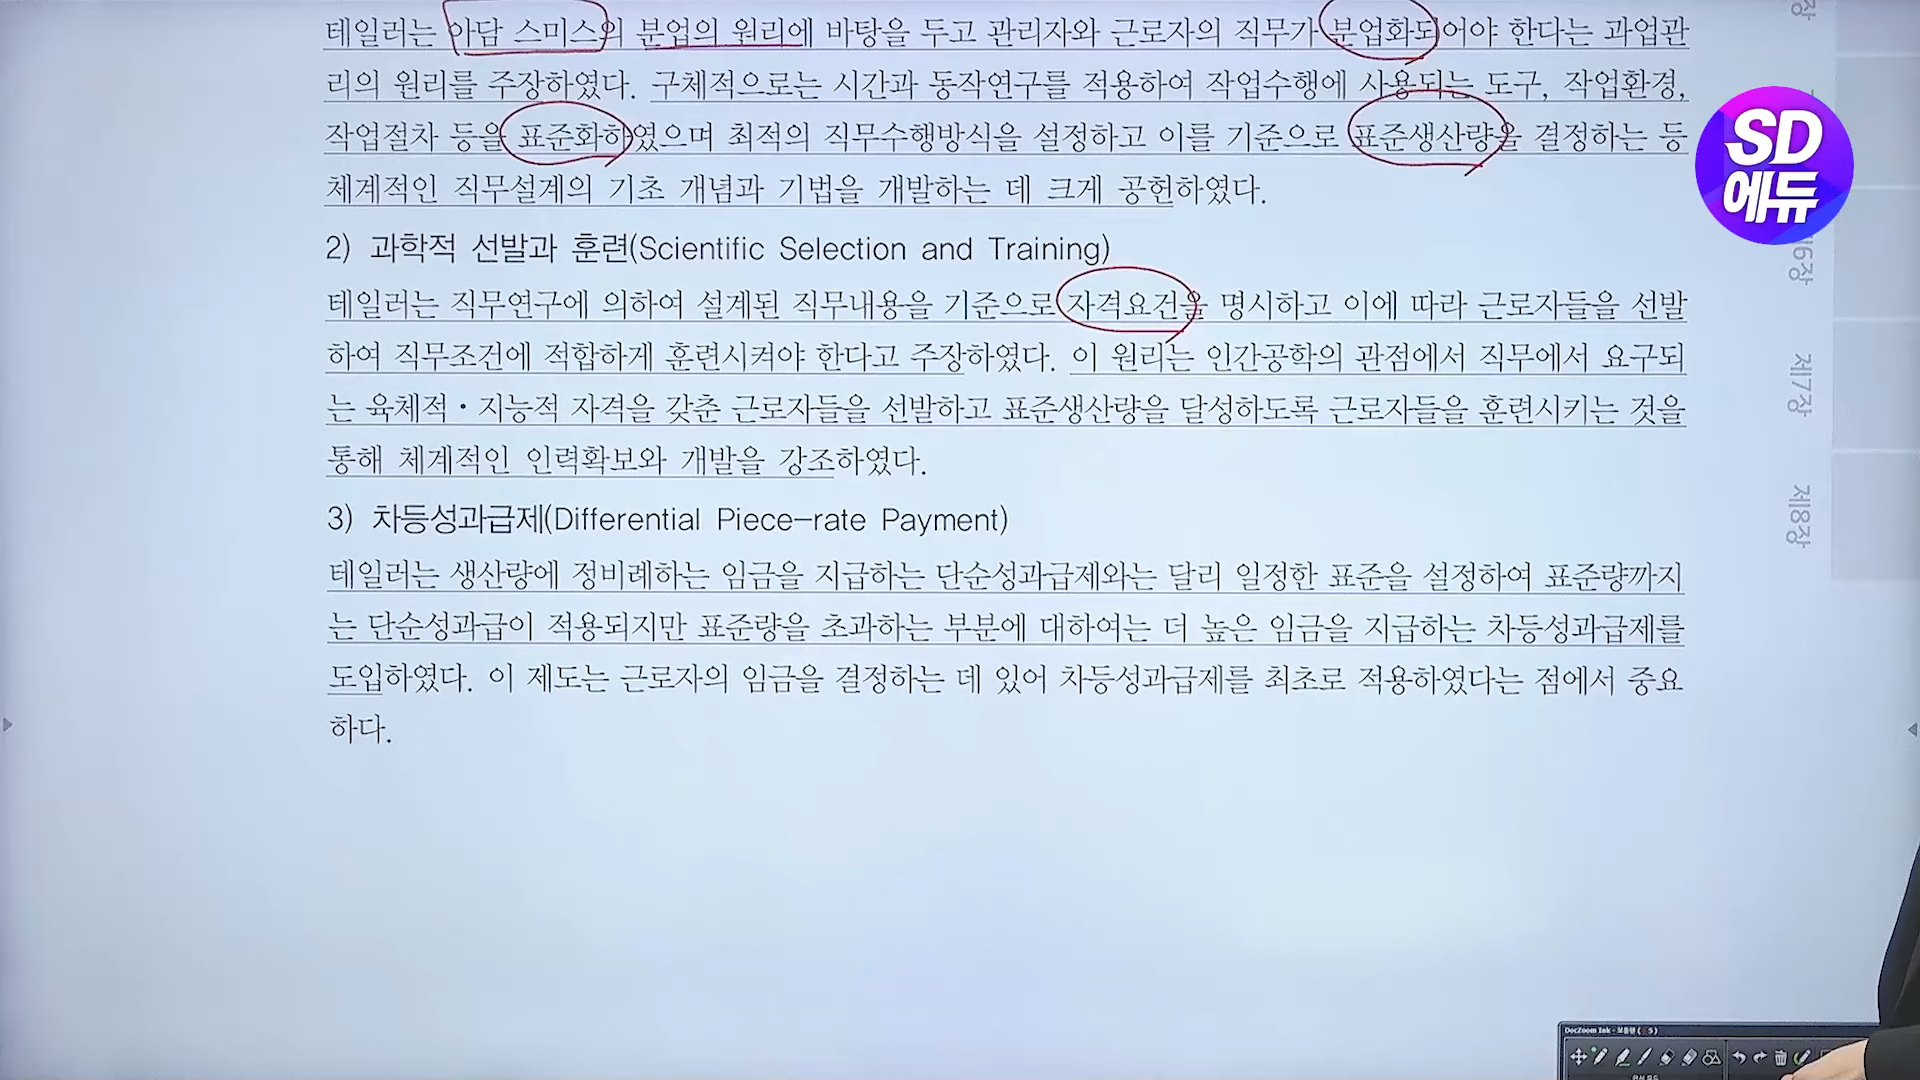 테일러는 아담 스미스의 분업의 원리에 바탕을 두고 관리자와 근로자의 직무가 분업화되어야 한다는 과업관
리의 원리를 주장하였다. 구체적으로는 시간과 동작연구를 적용하여 작업수행에 사용되는 도구, 작업환경,
작업절차 등을 표준화하였으며 최적의 직무수행방식을 설정하고 이를 기준으로 표준생산량을 결정하는 등
체계적인 직무설계의 기초 개념과 기법을 개발하는 데 크게 공헌하였다.
2) 과학적 선발과 훈련(Scientific Selection and Training)
테일러는 직무연구에 의하여 설계된 직무내용을 기준으로 자격요건을 명시하고 이에 따라 근로자들을 선발
하여 직무조건에 적합하게 훈련시켜야 한다고 주장하였다. 이 원리는 인간공학의 관점에서 직무에서 요구되
는 육체적·지능적 자격을 갖춘 근로자들을 선발하고 표준생산량을 달성하도록 근로자들을 훈련시키는 것을
통해 체계적인 인력확보와 개발을 강조하였다.
3) 차등성과급제(Differential Piece-rate Payment)
테일러는 생산량에 정비례하는 임금을 지급하는 단순성과급제와는 달리 일정한 표준을 설정하여 표준량까지
는 단순성과급이 적용되지만 표준량을 초과하는 부분에 대하여는 더 높은 임금을 지급하는 차등성과급제를
도입하였다. 이 제도는 근로자의 임금을 결정하는 데 있어 차등성과급제를 최초로 적용하였다는 점에서 중요
하다.
SD
에듀
장
6장
제7장
제8장
DocZoom Ink - 보통펜 ( 5 )